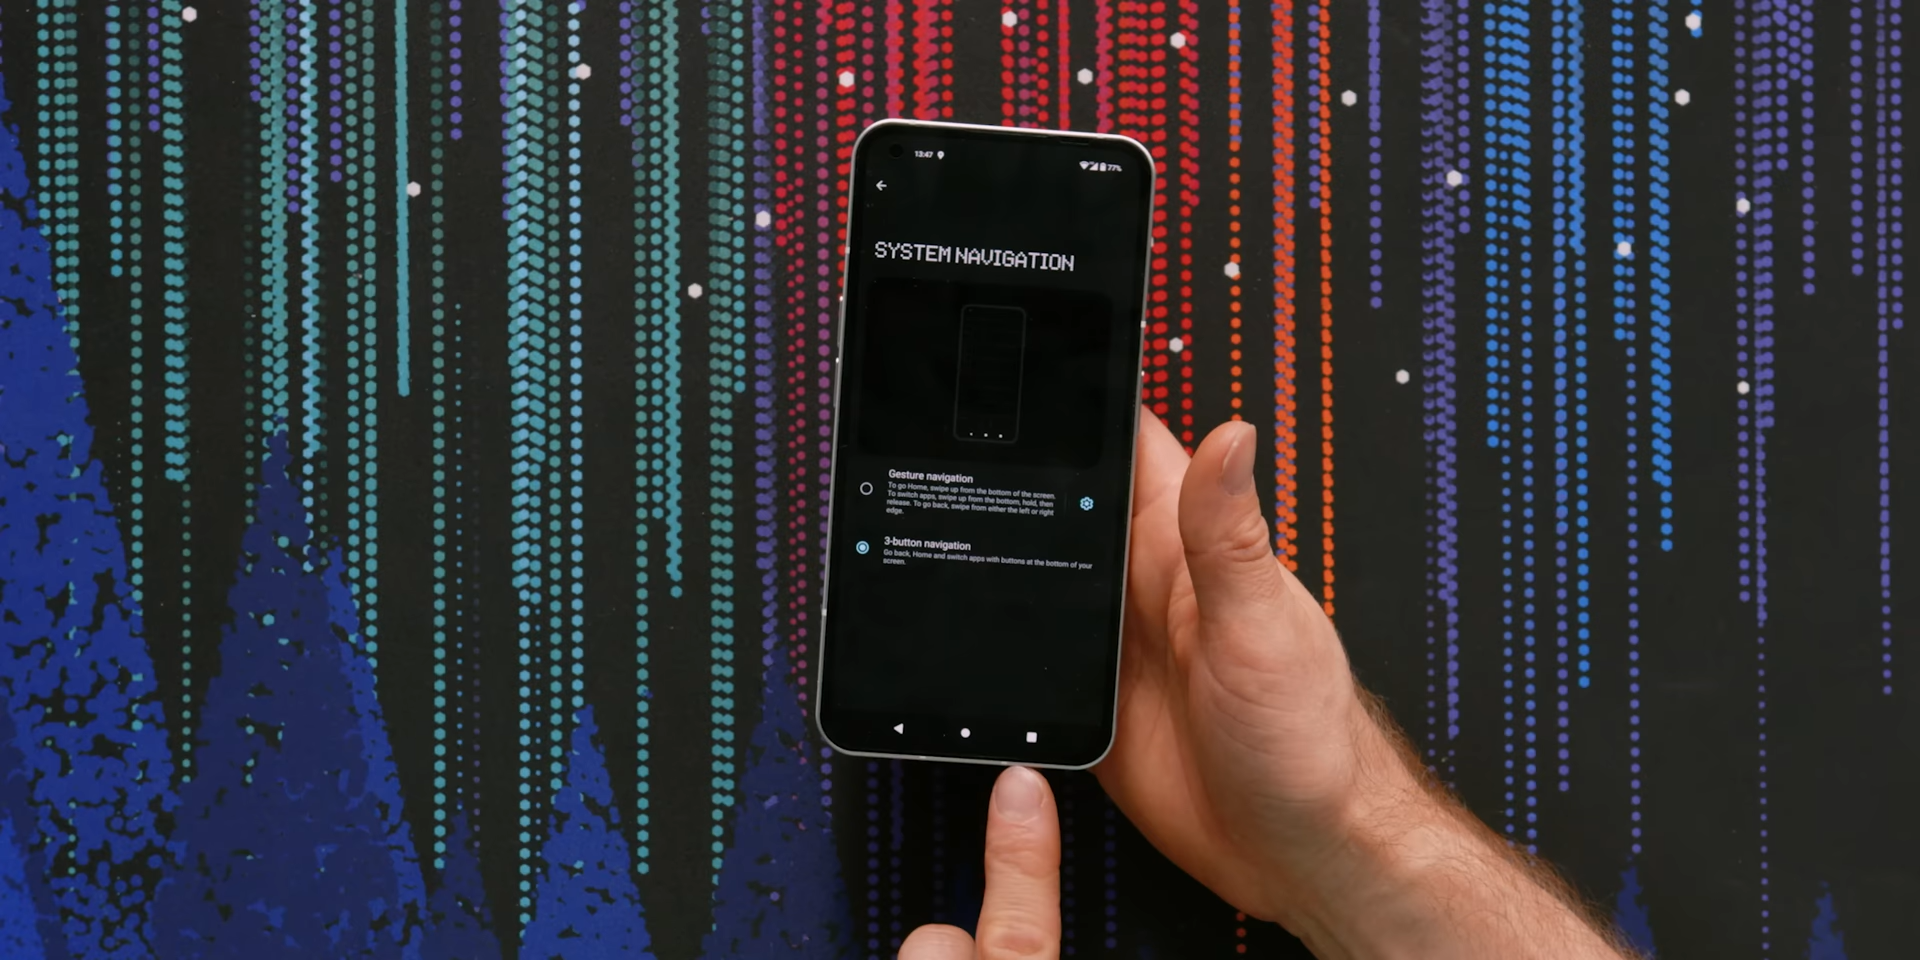 13:47
77%
SYSTEM NAVIGATION
Gesture navigation
To go Home, swipe up from the bottom of the screen.
To switch apps, swipe up from the bottom, hold, then
release. To go back, swipe from either the left or right
edge.
3-button navigation
Go back, Home and switch apps with buttons at the bottom of your
screen.